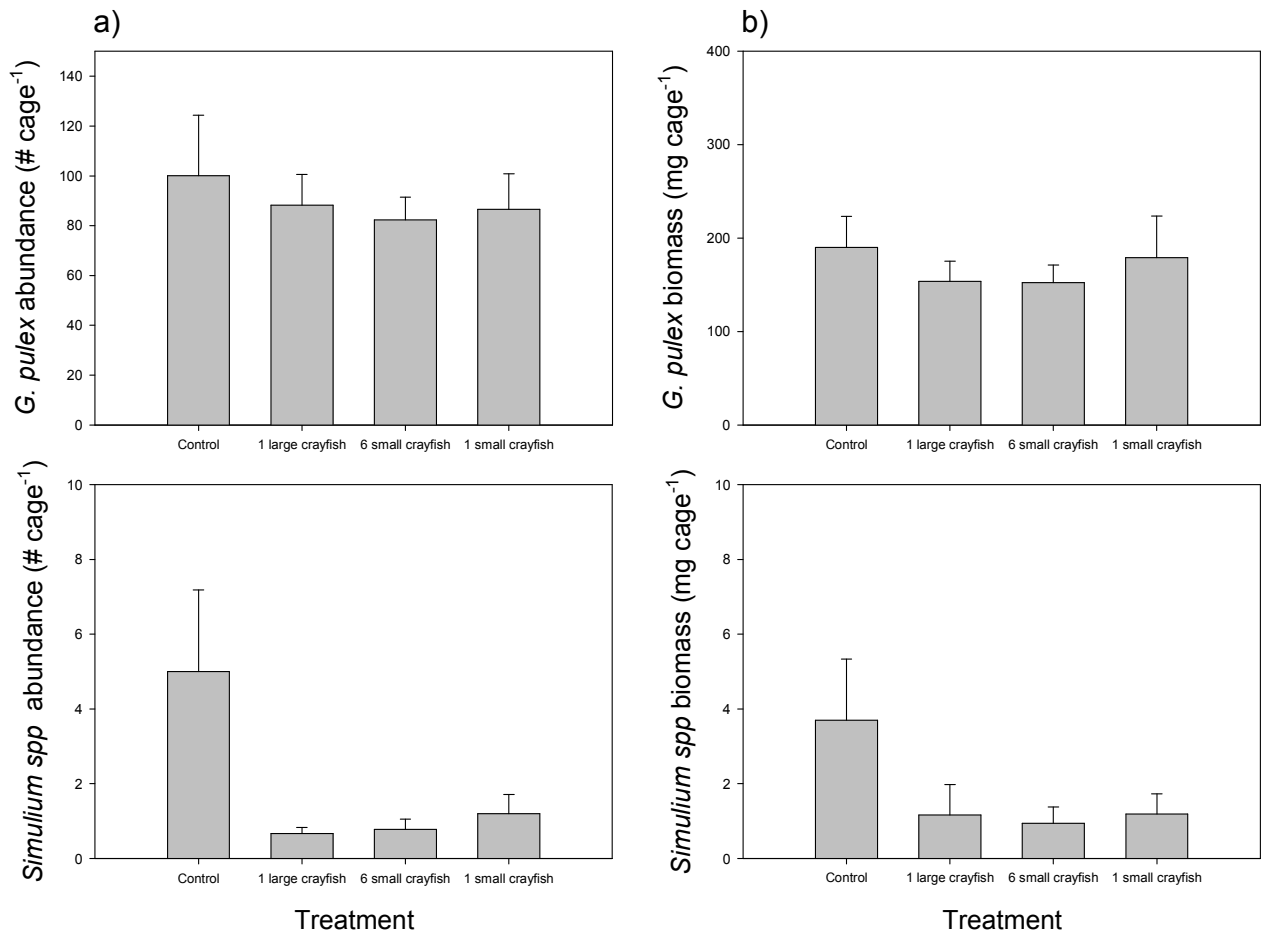 a)
G. pulex abundance (# cage-1)
140
120
100
80
60
40
20
0
Control 1 large crayfish 6 small crayfish 1 small crayfish
b)
G. pulex biomass (mg cage-1)
400
300
200
100
0
Control 1 large crayfish 6 small crayfish 1 small crayfish
Simulium spp abundance (# cage-1)
10
8
6
4
2
0
Control 1 large crayfish 6 small crayfish 1 small crayfish
Treatment
Simulium spp biomass (mg cage-1)
10
8
6
4
2
0
Control 1 large crayfish 6 small crayfish 1 small crayfish
Treatment